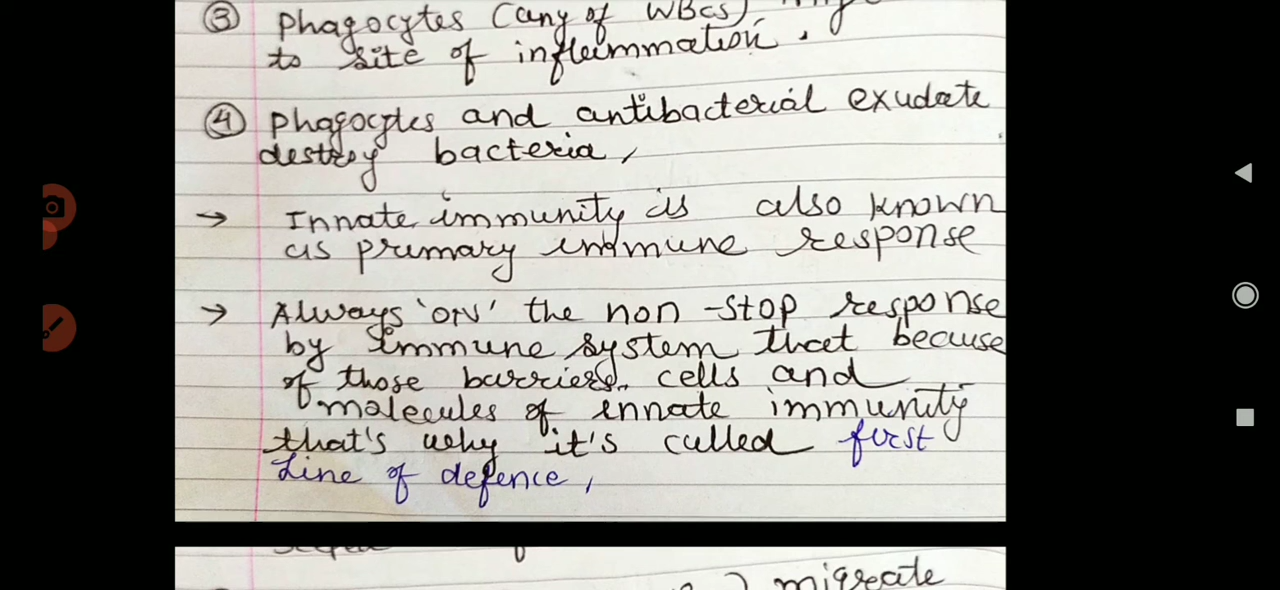 ③ Phagocytes (any of WBCs)
to site of inflammation.
④ Phagocytes and antibacterial exudate
destroy bacteria,
→ Innate immunity is also known
as primary immune response
→ Always 'ON' the non-stop response
by immune system that because
of those barriers, cells and
molecules of innate immunity
that's why it's called first
Line of defence,
migrate